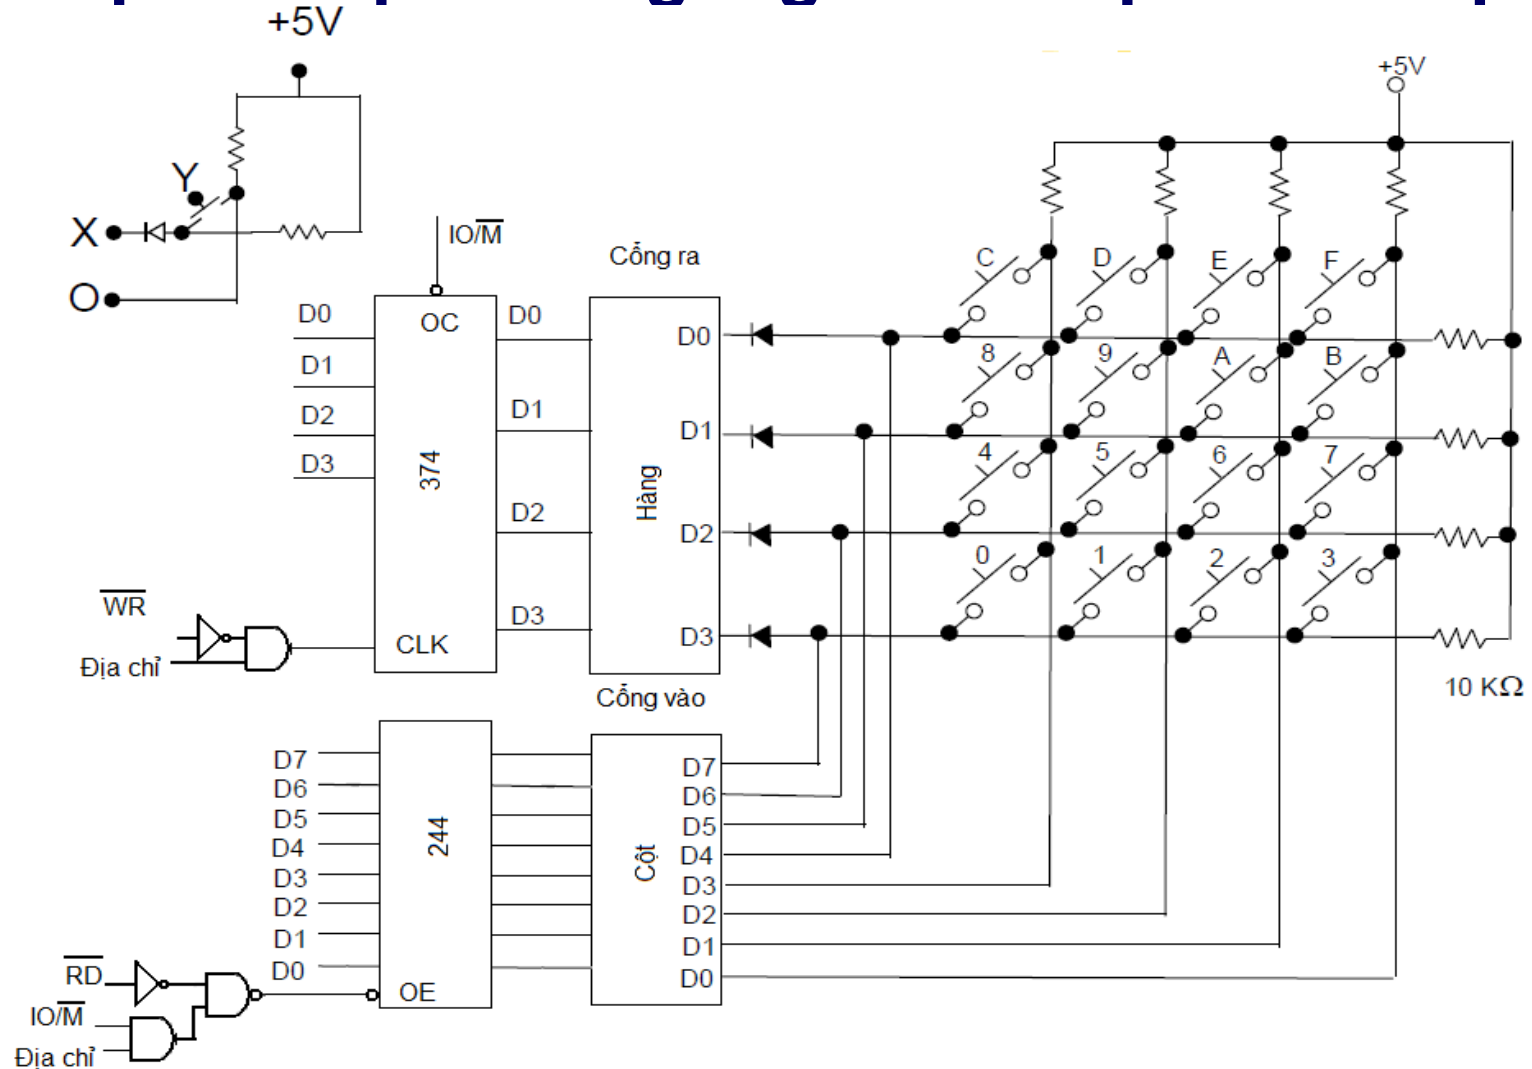 +5V
+5V
Y
X
O
IO/M̅
Cổng ra
OC
D0
D1
D2
D3
374
CLK
D0
D1
D2
D3
Hàng
D0
D1
D2
D3
C D E F
8 9 A B
4 5 6 7
0 1 2 3
10 KΩ
W̅R̅
Địa chỉ
Cổng vào
D7
D6
D5
D4
D3
D2
D1
D0
244
OE
Cột
D7
D6
D5
D4
D3
D2
D1
D0
R̅D̅
IO/M̅
Địa chỉ